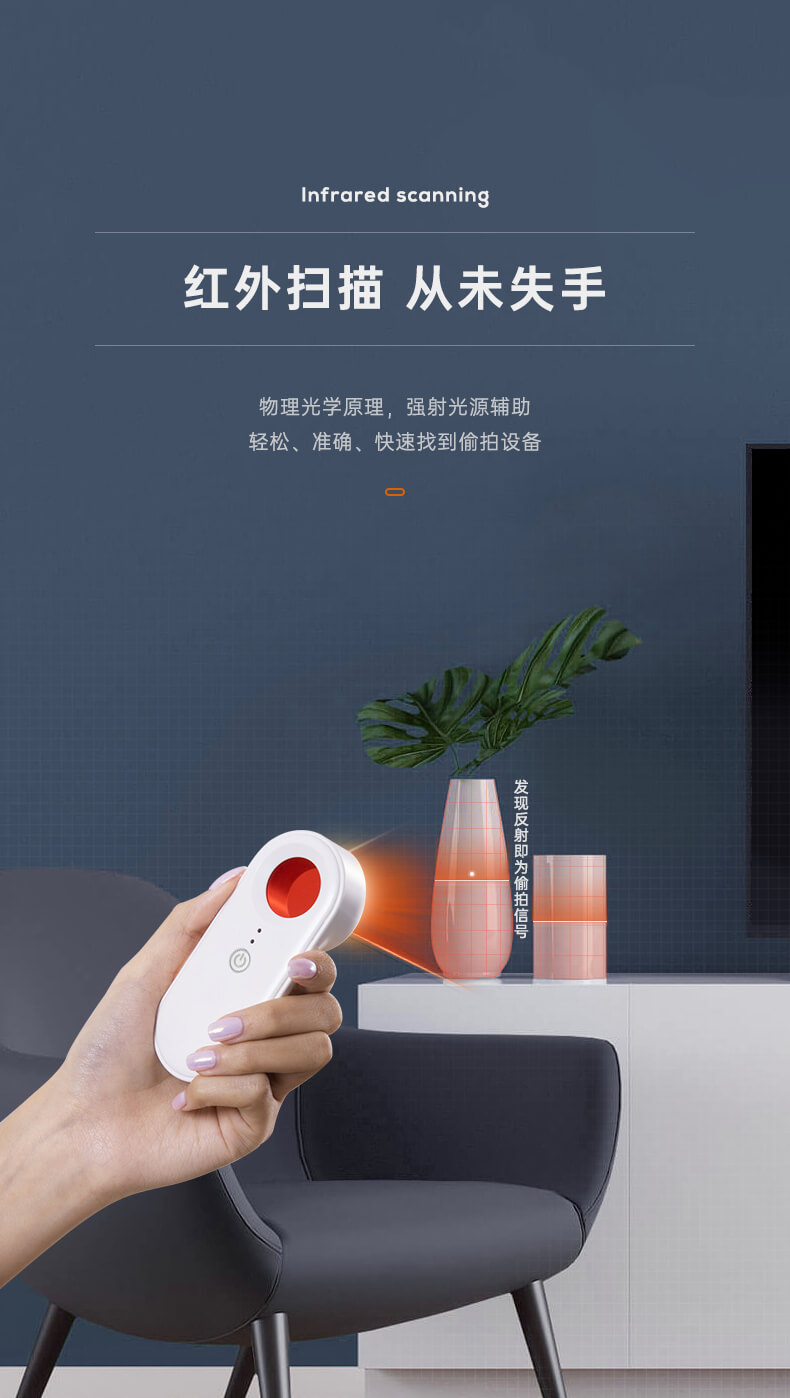 Infrared scanning
红外扫描 从未失手
物理光学原理，强射光源辅助
轻松、准确、快速找到偷拍设备
发现反射即为偷拍信号